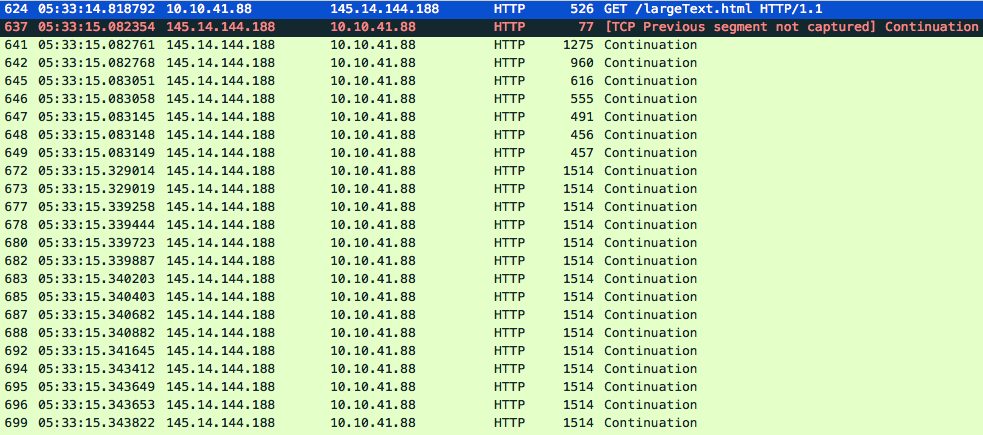 624 05:33:14.818792 10.10.41.88 145.14.144.188 HTTP 526 GET /largeText.html HTTP/1.1
637 05:33:15.082354 145.14.144.188 10.10.41.88 HTTP 77 [TCP Previous segment not captured] Continuation
641 05:33:15.082761 145.14.144.188 10.10.41.88 HTTP 1275 Continuation
642 05:33:15.082768 145.14.144.188 10.10.41.88 HTTP 960 Continuation
645 05:33:15.083051 145.14.144.188 10.10.41.88 HTTP 616 Continuation
646 05:33:15.083058 145.14.144.188 10.10.41.88 HTTP 555 Continuation
647 05:33:15.083145 145.14.144.188 10.10.41.88 HTTP 491 Continuation
648 05:33:15.083148 145.14.144.188 10.10.41.88 HTTP 456 Continuation
649 05:33:15.083149 145.14.144.188 10.10.41.88 HTTP 457 Continuation
672 05:33:15.329014 145.14.144.188 10.10.41.88 HTTP 1514 Continuation
673 05:33:15.329019 145.14.144.188 10.10.41.88 HTTP 1514 Continuation
677 05:33:15.339258 145.14.144.188 10.10.41.88 HTTP 1514 Continuation
678 05:33:15.339444 145.14.144.188 10.10.41.88 HTTP 1514 Continuation
680 05:33:15.339723 145.14.144.188 10.10.41.88 HTTP 1514 Continuation
682 05:33:15.339887 145.14.144.188 10.10.41.88 HTTP 1514 Continuation
683 05:33:15.340203 145.14.144.188 10.10.41.88 HTTP 1514 Continuation
685 05:33:15.340403 145.14.144.188 10.10.41.88 HTTP 1514 Continuation
687 05:33:15.340682 145.14.144.188 10.10.41.88 HTTP 1514 Continuation
688 05:33:15.340882 145.14.144.188 10.10.41.88 HTTP 1514 Continuation
692 05:33:15.341645 145.14.144.188 10.10.41.88 HTTP 1514 Continuation
694 05:33:15.343412 145.14.144.188 10.10.41.88 HTTP 1514 Continuation
695 05:33:15.343649 145.14.144.188 10.10.41.88 HTTP 1514 Continuation
696 05:33:15.343653 145.14.144.188 10.10.41.88 HTTP 1514 Continuation
699 05:33:15.343822 145.14.144.188 10.10.41.88 HTTP 1514 Continuation